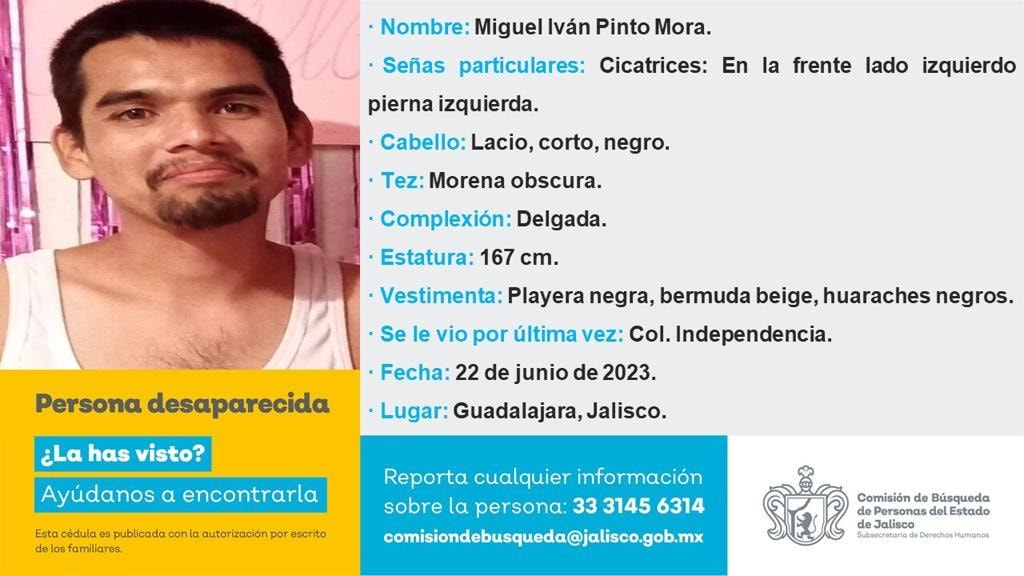 · Nombre: Miguel Iván Pinto Mora.
· Señas particulares: Cicatrices: En la frente lado izquierdo
pierna izquierda.
· Cabello: Lacio, corto, negro.
· Tez: Morena obscura.
· Complexión: Delgada.
· Estatura: 167 cm.
· Vestimenta: Playera negra, bermuda beige, huaraches negros.
· Se le vio por última vez: Col. Independencia.
· Fecha: 22 de junio de 2023.
· Lugar: Guadalajara, Jalisco.
Persona desaparecida
¿La has visto?
Ayúdanos a encontrarla
Esta cédula es publicada con la autorización por escrito
de los familiares.
Reporta cualquier información
sobre la persona: 33 3145 6314
comisiondebusqueda@jalisco.gob.mx
Comisión de Búsqueda
de Personas del Estado
de Jalisco
Subsecretaría de Derechos Humanos